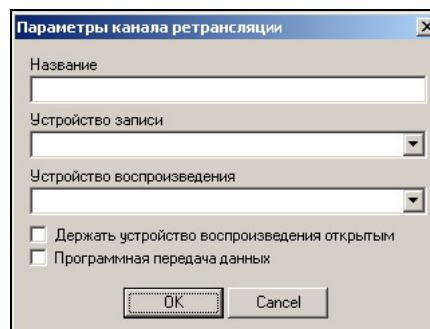 Параметры канала ретрансляции
Название
Устройство записи
Устройство воспроизведения
Держать устройство воспроизведения открытым
Программная передача данных
OK Cancel